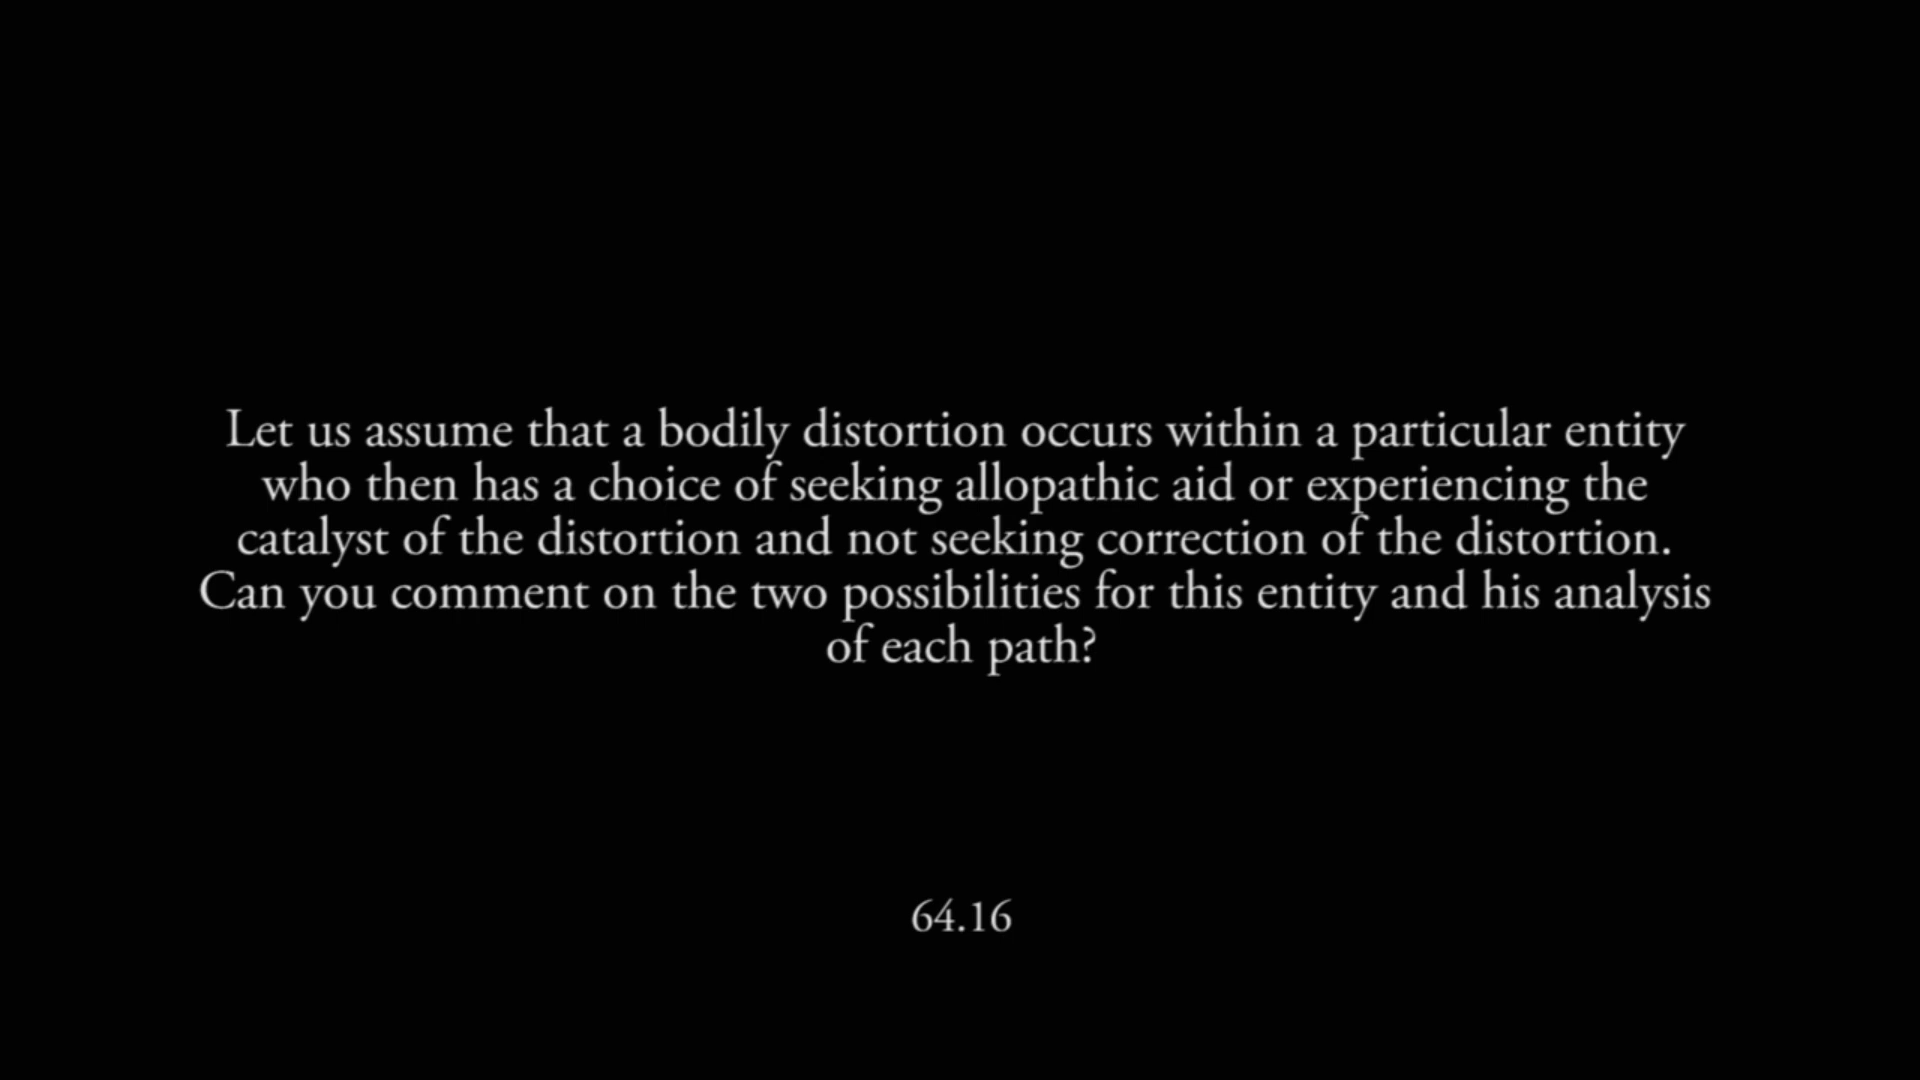 Let us assume that a bodily distortion occurs within a particular entity
who then has a choice of seeking allopathic aid or experiencing the
catalyst of the distortion and not seeking correction of the distortion.
Can you comment on the two possibilities for this entity and his analysis
of each path?
64.16